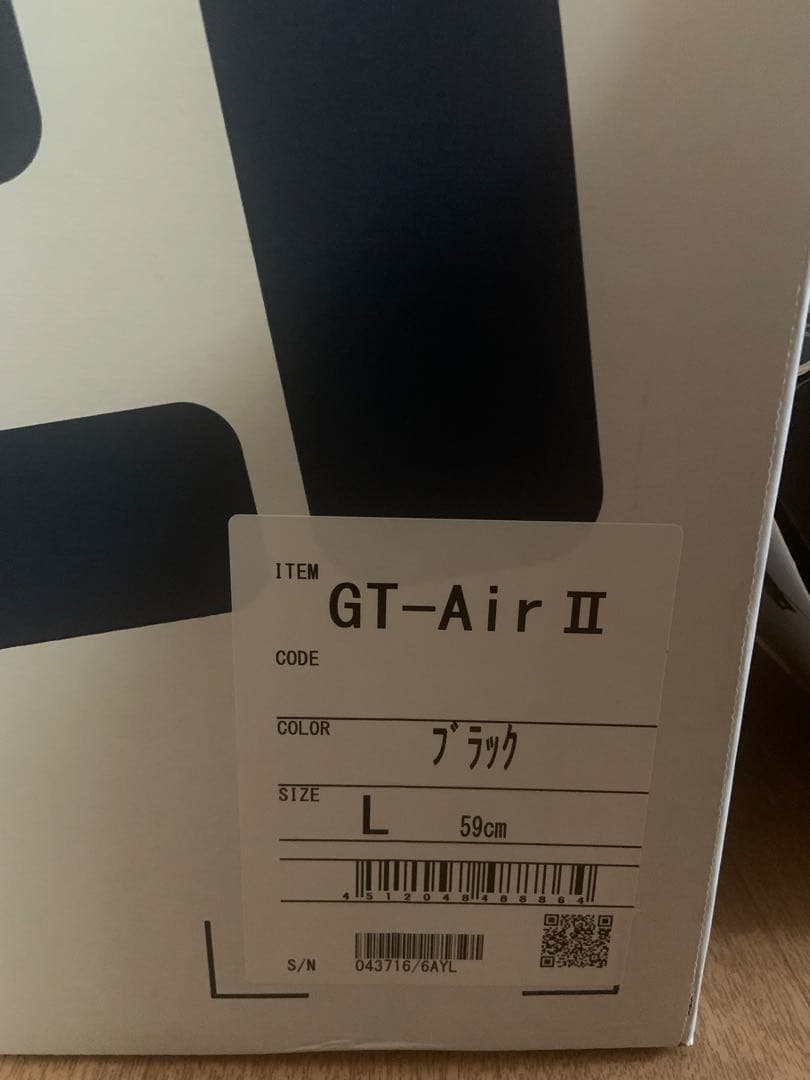 ITEM
GT-Air Ⅱ
CODE
COLOR ﾌﾞﾗｯｸ
SIZE L 59cm
4512048488864
S/N 043716/6AYL